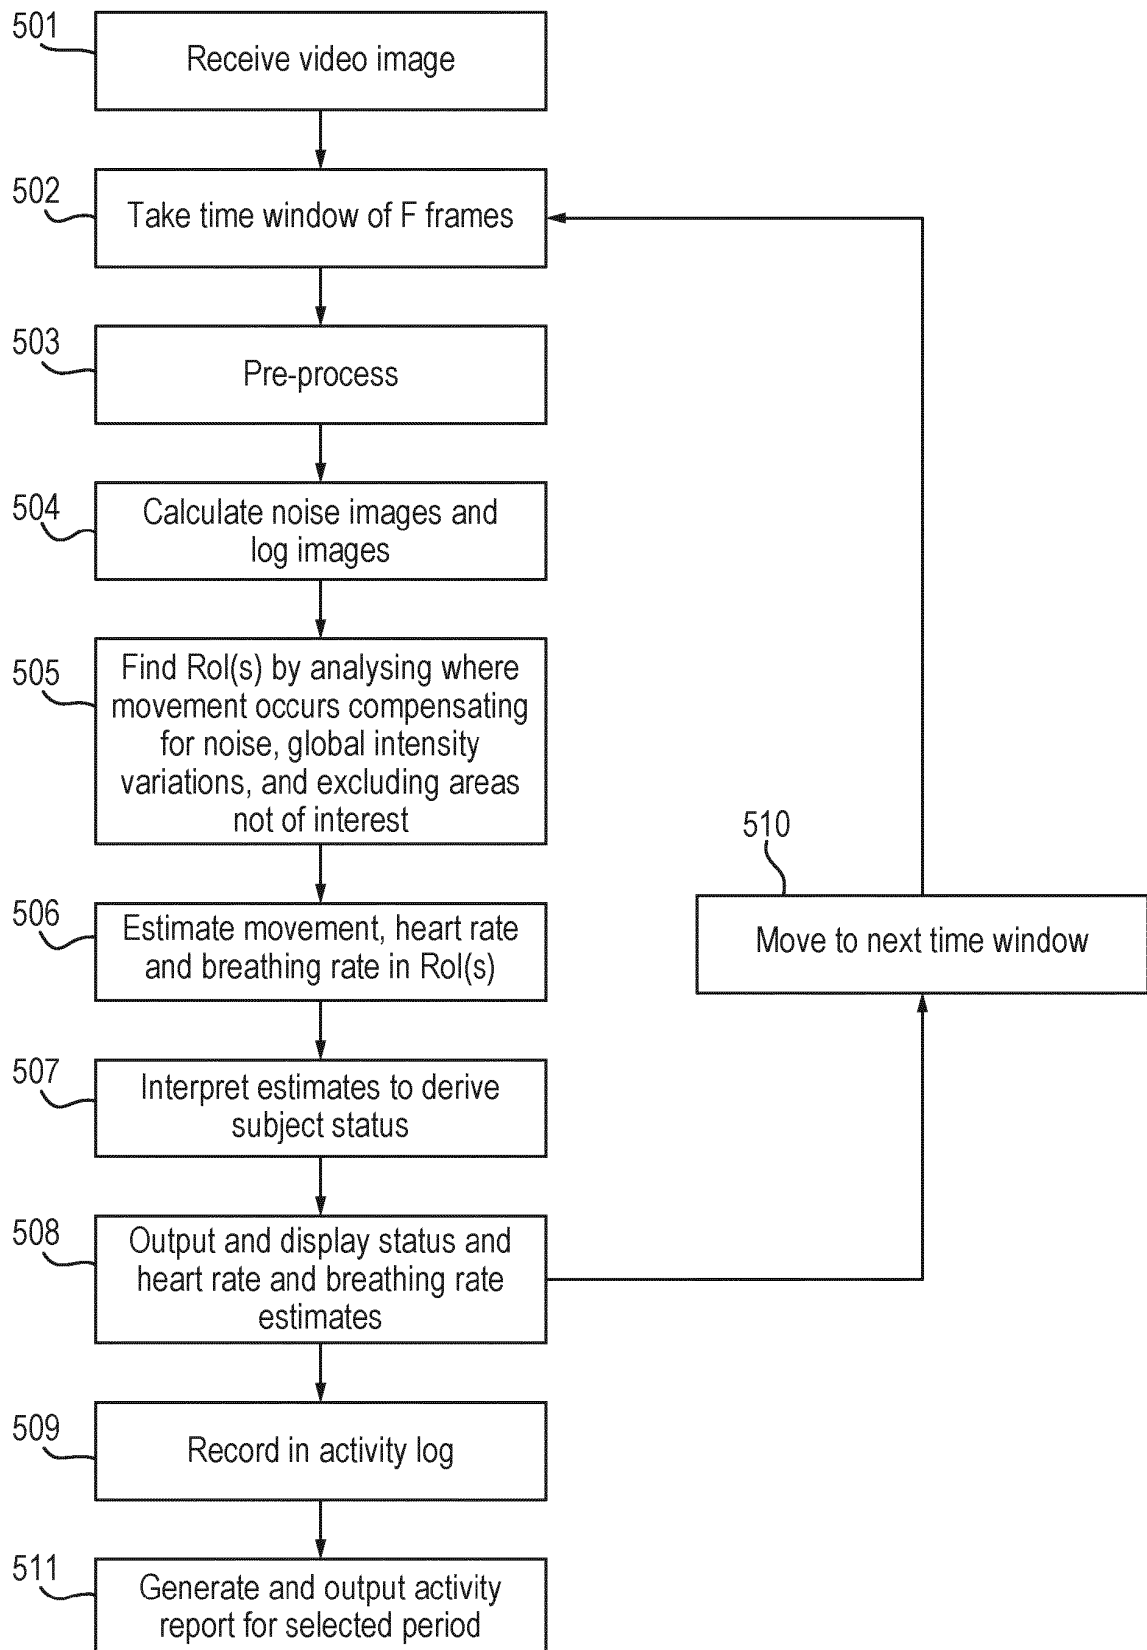 501
Receive video image
502
Take time window of F frames
503
Pre-process
504
Calculate noise images and
log images
505
Find RoI(s) by analysing where
movement occurs compensating
for noise, global intensity
variations, and excluding areas
not of interest
510
Move to next time window
506
Estimate movement, heart rate
and breathing rate in RoI(s)
507
Interpret estimates to derive
subject status
508
Output and display status and
heart rate and breathing rate
estimates
509
Record in activity log
511
Generate and output activity
report for selected period